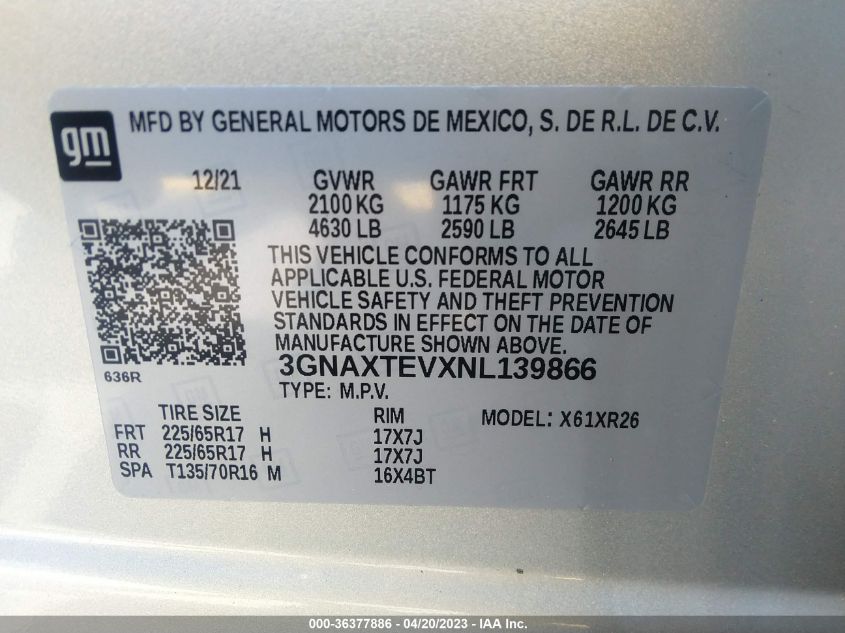 gm
MFD BY GENERAL MOTORS DE MEXICO, S. DE R.L. DE C.V.
12/21 GVWR GAWR FRT GAWR RR
2100 KG 1175 KG 1200 KG
4630 LB 2590 LB 2645 LB
THIS VEHICLE CONFORMS TO ALL
APPLICABLE U.S. FEDERAL MOTOR
VEHICLE SAFETY AND THEFT PREVENTION
STANDARDS IN EFFECT ON THE DATE OF
MANUFACTURE SHOWN ABOVE.
636R
3GNAXTEVXNL139866
TYPE: M.P.V.
TIRE SIZE RIM MODEL: X61XR26
FRT 225/65R17 H 17X7J
RR 225/65R17 H 17X7J
SPA T135/70R16 M 16X4BT
000-36377886 - 04/20/2023 - IAA Inc.